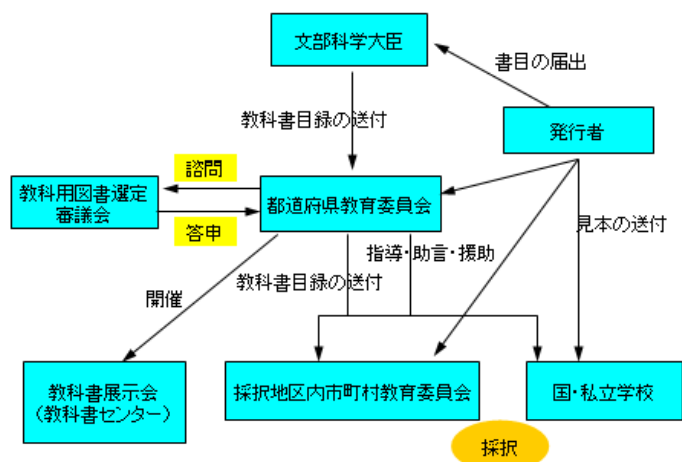 文部科学大臣
書目の届出
教科書目録の送付
発行者
諮問
教科用図書選定
審議会
都道府県教育委員会
答申
見本の送付
指導・助言・援助
教科書目録の送付
開催
教科書展示会
（教科書センター）
採択地区内市町村教育委員会
国・私立学校
採択